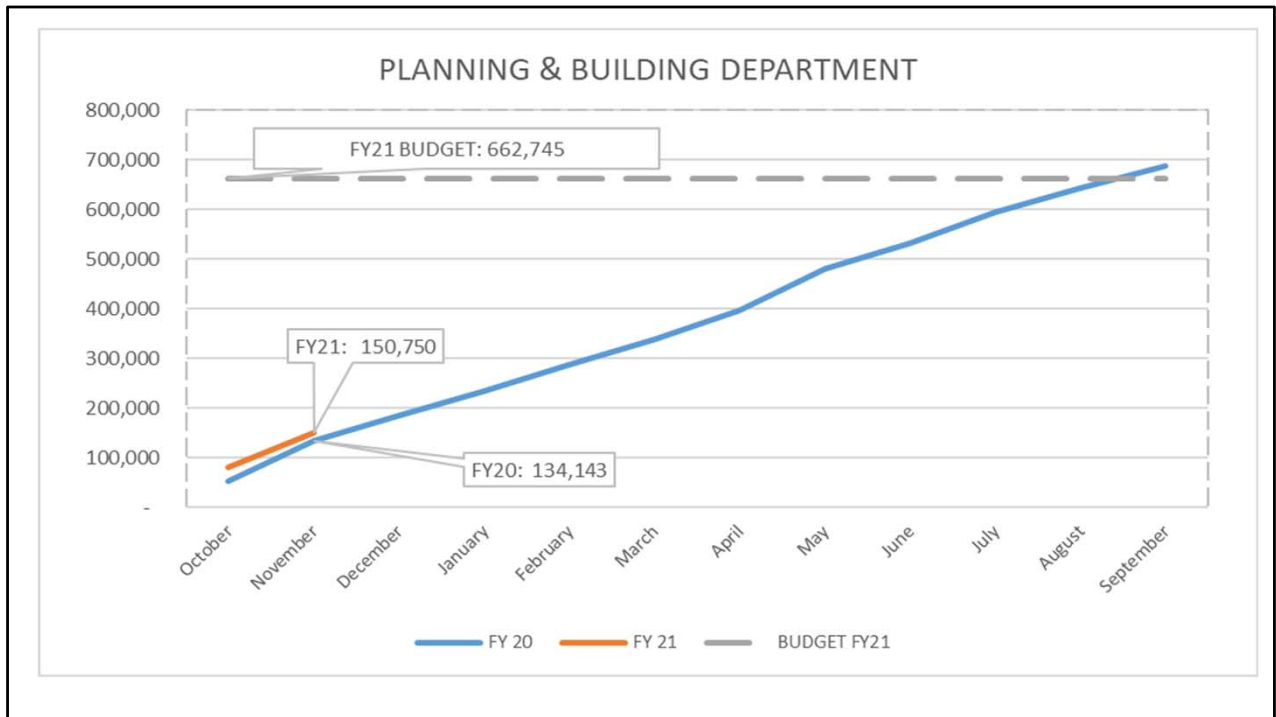 PLANNING & BUILDING DEPARTMENT
800,000
700,000
600,000
500,000
400,000
300,000
200,000
100,000
-
FY21 BUDGET: 662,745
FY21: 150,750
FY20: 134,143
October
November
December
January
February
March
April
May
June
July
August
September
FY 20
FY 21
BUDGET FY21